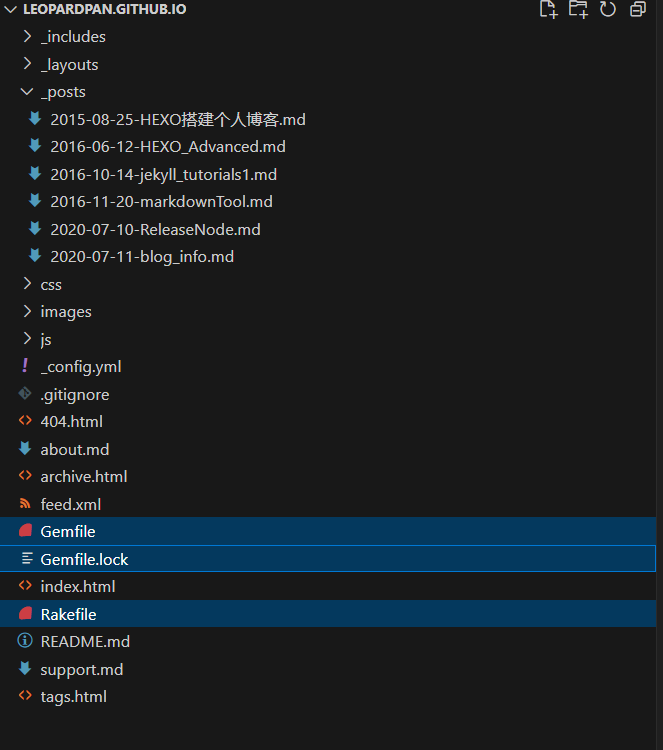 LEOPARDPAN.GITHUB.IO
_includes
_layouts
_posts
2015-08-25-HEXO搭建个人博客.md
2016-06-12-HEXO_Advanced.md
2016-10-14-jekyll_tutorials1.md
2016-11-20-markdownTool.md
2020-07-10-ReleaseNode.md
2020-07-11-blog_info.md
css
images
js
_config.yml
.gitignore
404.html
about.md
archive.html
feed.xml
Gemfile
Gemfile.lock
index.html
Rakefile
README.md
support.md
tags.html